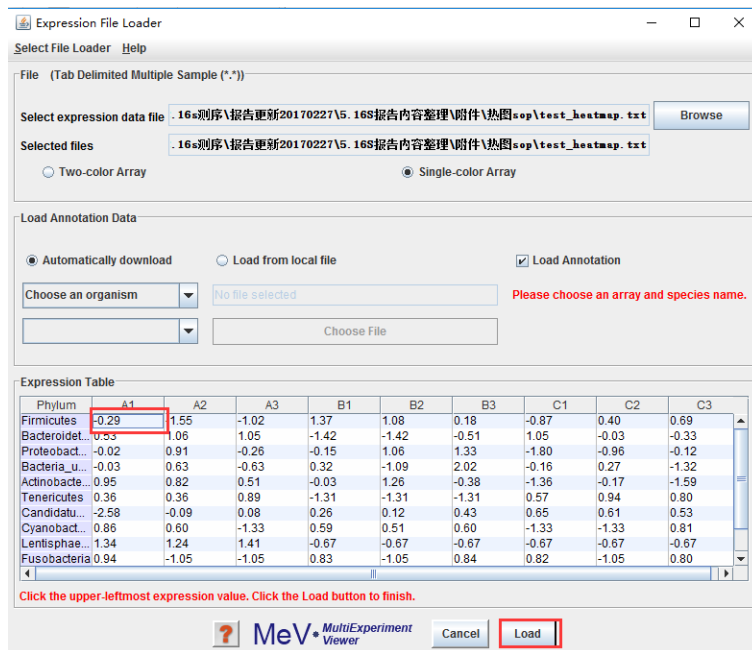 Expression File Loader
Select File Loader Help
File (Tab Delimited Multiple Sample (*.*))
Select expression data file .16s测序\报告更新20170227\5.16S报告内容整理\附件\热图sop\test_heatmap.txt Browse
Selected files .16s测序\报告更新20170227\5.16S报告内容整理\附件\热图sop\test_heatmap.txt
Two-color Array Single-color Array
Load Annotation Data
Automatically download Load from local file Load Annotation
Choose an organism No file selected Please choose an array and species name.
Choose File
Expression Table
Phylum A1 A2 A3 B1 B2 B3 C1 C2 C3
Firmicutes -0.29 -1.55 -1.02 1.37 1.08 0.18 -0.87 0.40 0.69
Bacteroidet... 0.53 1.06 1.05 -1.42 -1.42 -0.51 1.05 -0.03 -0.33
Proteobact... -0.02 0.91 -0.26 -0.15 1.06 1.33 -1.80 -0.96 -0.12
Bacteria_u... -0.03 0.63 -0.63 0.32 -1.09 2.02 -0.16 0.27 -1.32
Actinobacte... 0.95 0.82 0.51 -0.03 1.26 -0.38 -1.36 -0.17 -1.59
Tenericutes 0.36 0.36 0.89 -1.31 -1.31 -1.31 0.57 0.94 0.80
Candidatu... -2.58 -0.09 0.08 0.26 0.12 0.43 0.65 0.61 0.53
Cyanobact... 0.86 0.60 -1.33 0.59 0.51 0.60 -1.33 -1.33 0.81
Lentisphae... 1.34 1.24 1.41 -0.67 -0.67 -0.67 -0.67 -0.67 -0.67
Fusobacteria 0.94 -1.05 -1.05 0.83 -1.05 0.84 0.82 -1.05 0.80
Click the upper-leftmost expression value. Click the Load button to finish.
? MeV MultiExperiment Viewer Cancel Load